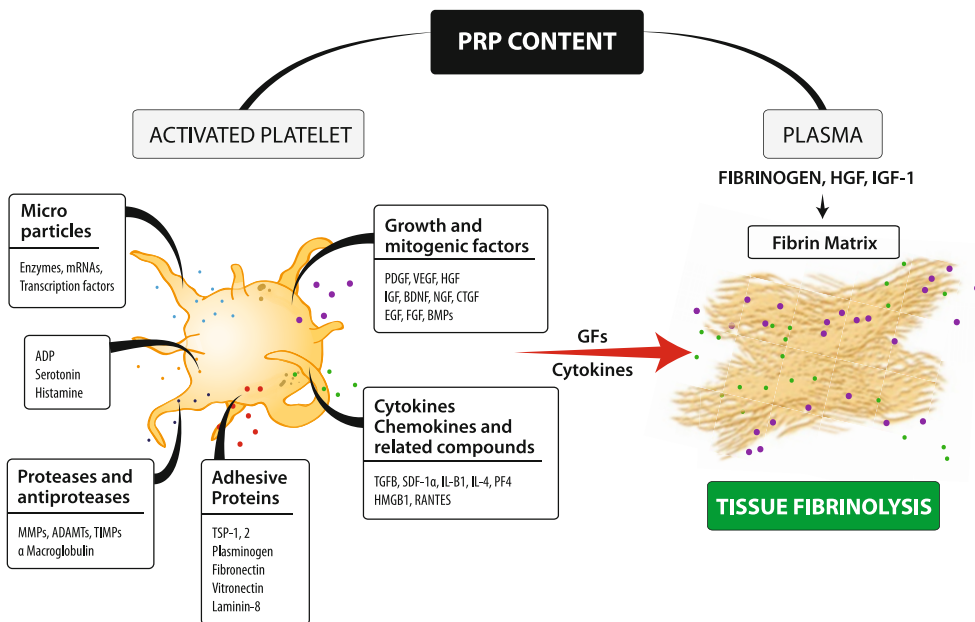 PRP CONTENT
ACTIVATED PLATELET
PLASMA
FIBRINOGEN, HGF, IGF-1
Fibrin Matrix
Micro
particles
Enzymes, mRNAs,
Transcription factors
Growth and
mitogenic factors
PDGF, VEGF, HGF
IGF, BDNF, NGF, CTGF
EGF, FGF, BMPs
ADP
Serotonin
Histamine
GFs
Cytokines
Cytokines
Chemokines and
related compounds
TGFB, SDF-1α, IL-B1, IL-4, PF4
HMGB1, RANTES
Proteases and
antiproteases
MMPs, ADAMTs, TIMPs
α Macroglobulin
Adhesive
Proteins
TSP-1, 2
Plasminogen
Fibronectin
Vitronectin
Laminin-8
TISSUE FIBRINOLYSIS